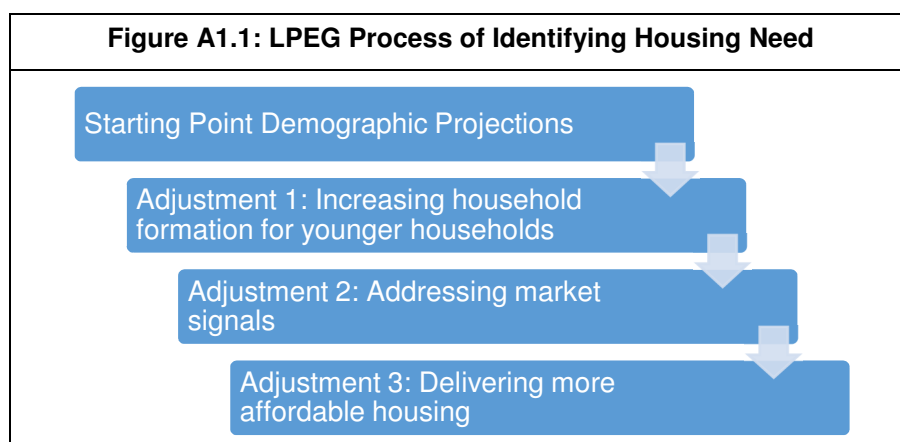 Figure A1.1: LPEG Process of Identifying Housing Need
Starting Point Demographic Projections
Adjustment 1: Increasing household
formation for younger households
Adjustment 2: Addressing market
signals
Adjustment 3: Delivering more
affordable housing